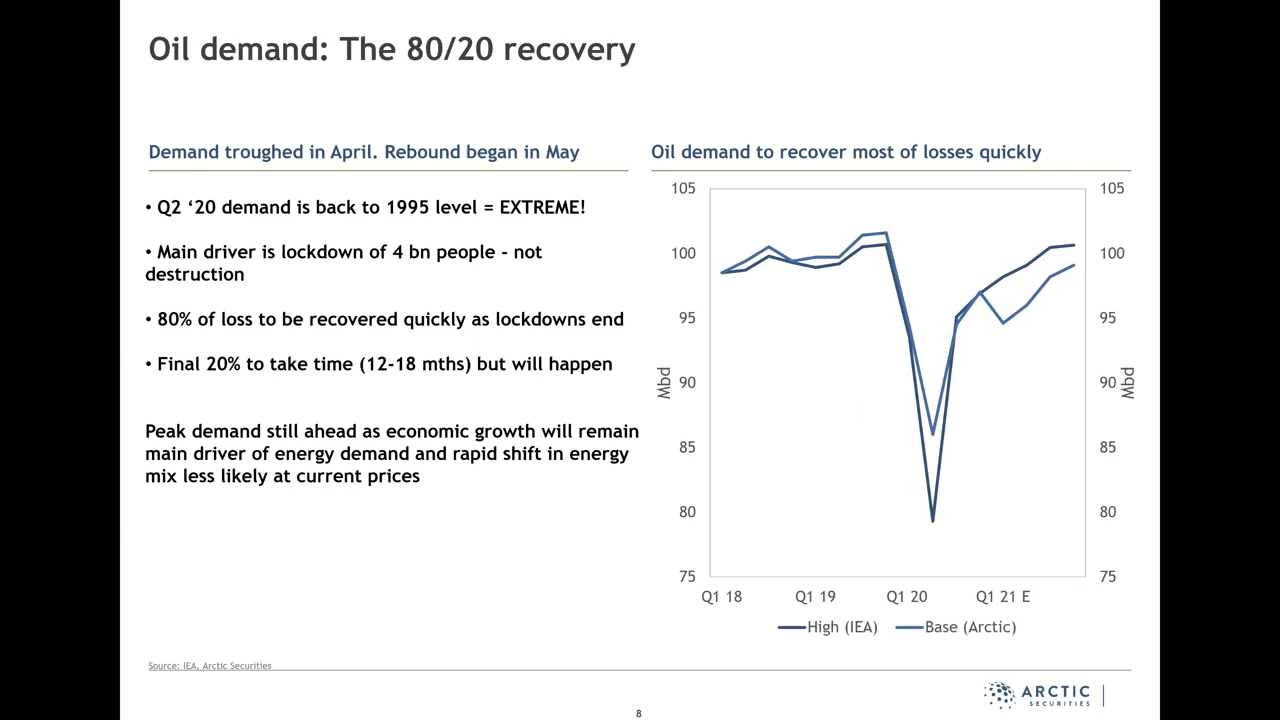 Oil demand: The 80/20 recovery
Demand troughed in April. Rebound began in May
• Q2 ‘20 demand is back to 1995 level = EXTREME!
• Main driver is lockdown of 4 bn people - not
destruction
• 80% of loss to be recovered quickly as lockdowns end
• Final 20% to take time (12-18 mths) but will happen
Peak demand still ahead as economic growth will remain
main driver of energy demand and rapid shift in energy
mix less likely at current prices
Oil demand to recover most of losses quickly
105 105
100 100
95 95
90 90
Mbd Mbd
85 85
80 80
75 75
Q1 18 Q1 19 Q1 20 Q1 21 E
High (IEA) Base (Arctic)
Source: IEA, Arctic Securities
ARCTIC
SECURITIES
8